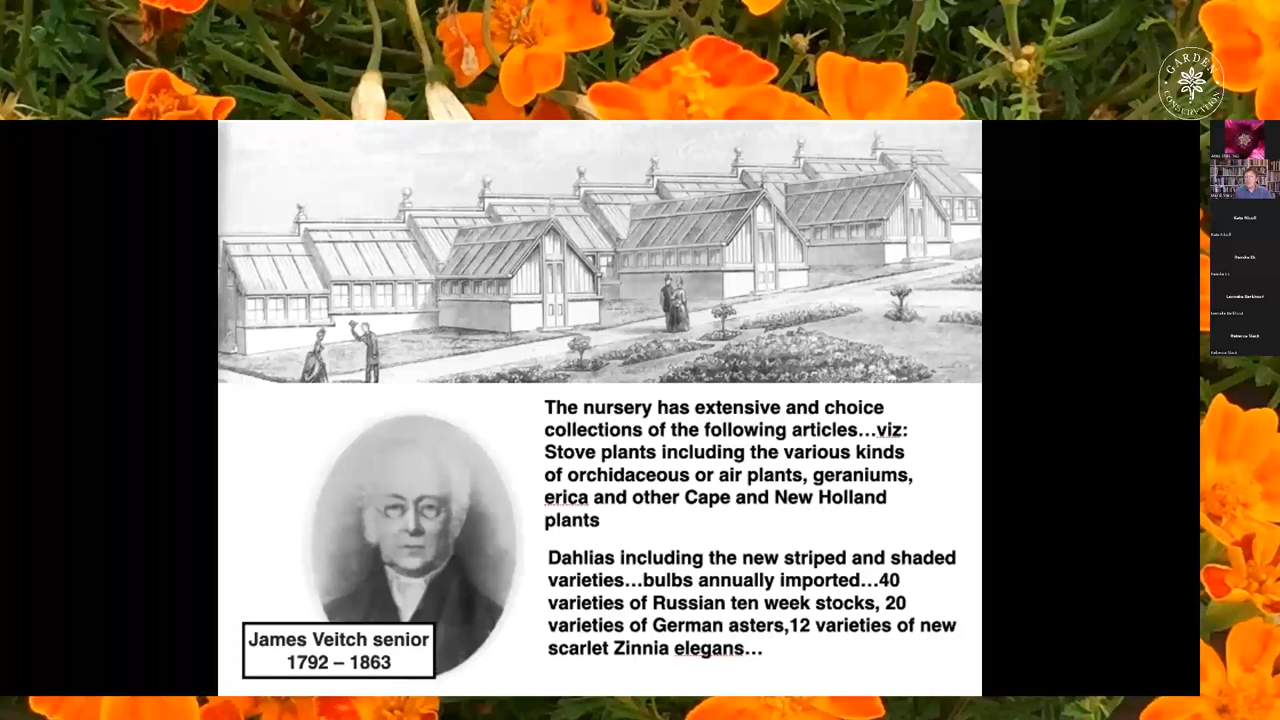 GARDEN
CONSERVATION
The nursery has extensive and choice
collections of the following articles…viz:
Stove plants including the various kinds
of orchidaceous or air plants, geraniums,
erica and other Cape and New Holland
plants
Dahlias including the new striped and shaded
varieties…bulbs annually imported…40
varieties of Russian ten week stocks, 20
varieties of German asters,12 varieties of new
scarlet Zinnia elegans…
James Veitch senior
1792 – 1863